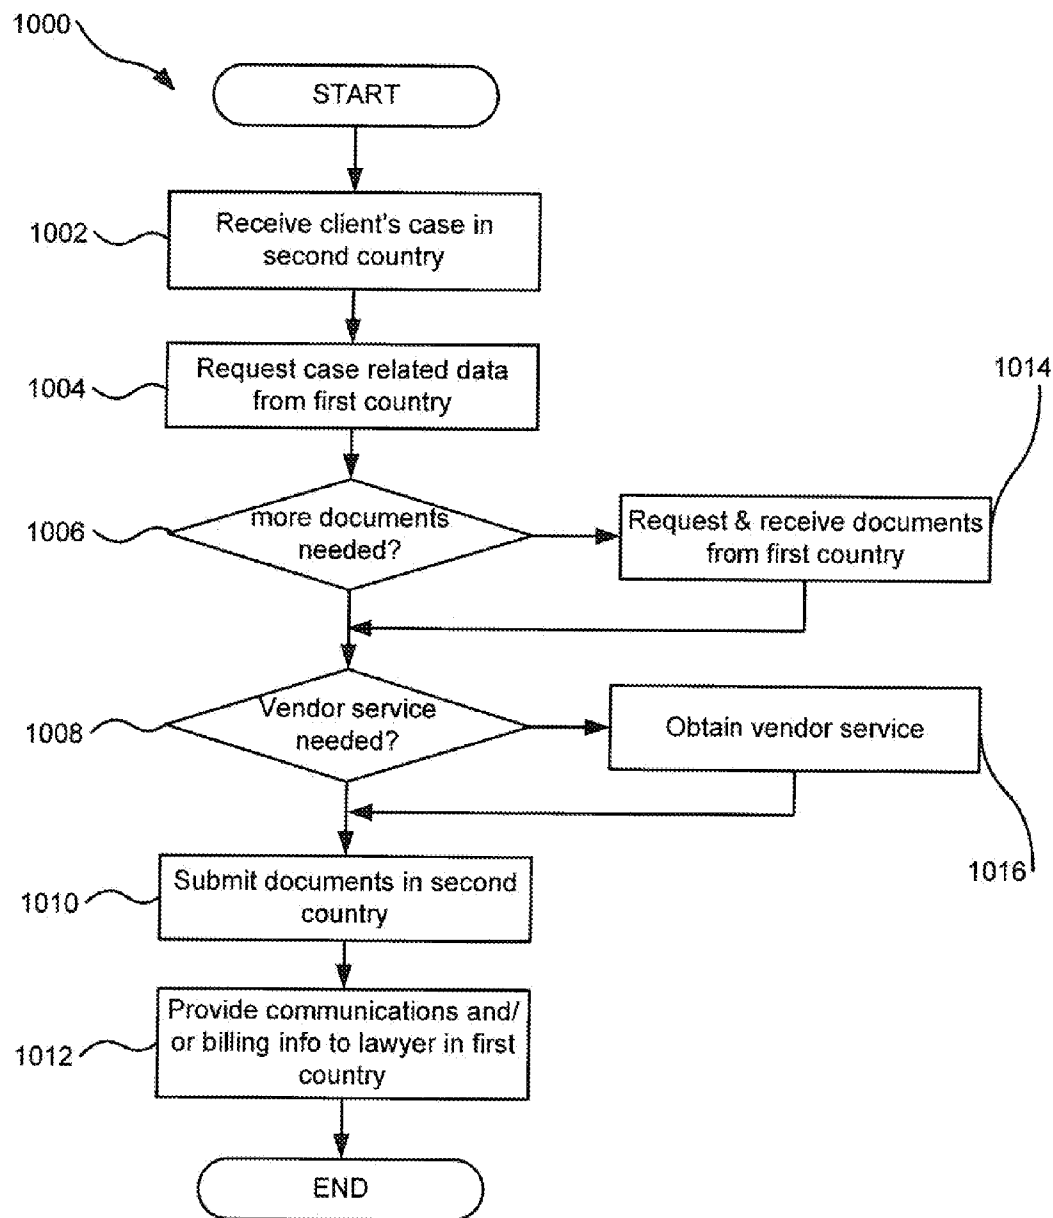 1000
START
1002
Receive client's case in
second country
1004
Request case related data
from first country
1014
1006
more documents
needed?
Request & receive documents
from first country
1008
Vendor service
needed?
Obtain vendor service
1016
1010
Submit documents in second
country
1012
Provide communications and/
or billing info to lawyer in first
country
END